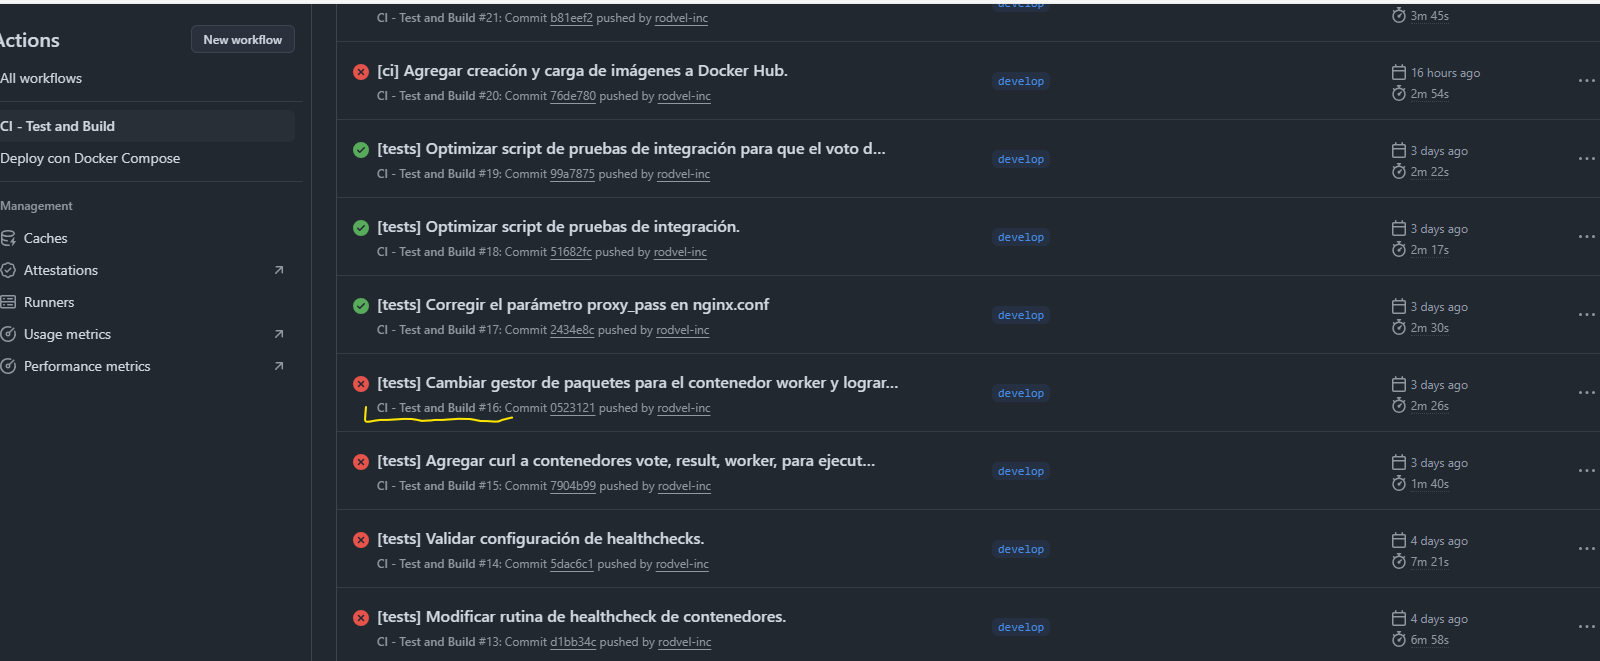 Actions
New workflow
All workflows
CI - Test and Build
Deploy con Docker Compose
Management
Caches
Attestations
Runners
Usage metrics
Performance metrics
develop
CI - Test and Build #21: Commit b81eef2 pushed by rodvel-inc
3m 45s
[ci] Agregar creación y carga de imágenes a Docker Hub.
CI - Test and Build #20: Commit 76de780 pushed by rodvel-inc
develop
16 hours ago
2m 54s
[tests] Optimizar script de pruebas de integración para que el voto d...
CI - Test and Build #19: Commit 99a7875 pushed by rodvel-inc
develop
3 days ago
2m 22s
[tests] Optimizar script de pruebas de integración.
CI - Test and Build #18: Commit 51682fc pushed by rodvel-inc
develop
3 days ago
2m 17s
[tests] Corregir el parámetro proxy_pass en nginx.conf
CI - Test and Build #17: Commit 2434e8c pushed by rodvel-inc
develop
3 days ago
2m 30s
[tests] Cambiar gestor de paquetes para el contenedor worker y lograr...
CI - Test and Build #16: Commit 0523121 pushed by rodvel-inc
develop
3 days ago
2m 26s
[tests] Agregar curl a contenedores vote, result, worker, para ejecut...
CI - Test and Build #15: Commit 7904b99 pushed by rodvel-inc
develop
3 days ago
1m 40s
[tests] Validar configuración de healthchecks.
CI - Test and Build #14: Commit 5dac6c1 pushed by rodvel-inc
develop
4 days ago
7m 21s
[tests] Modificar rutina de healthcheck de contenedores.
CI - Test and Build #13: Commit d1bb34c pushed by rodvel-inc
develop
4 days ago
6m 58s